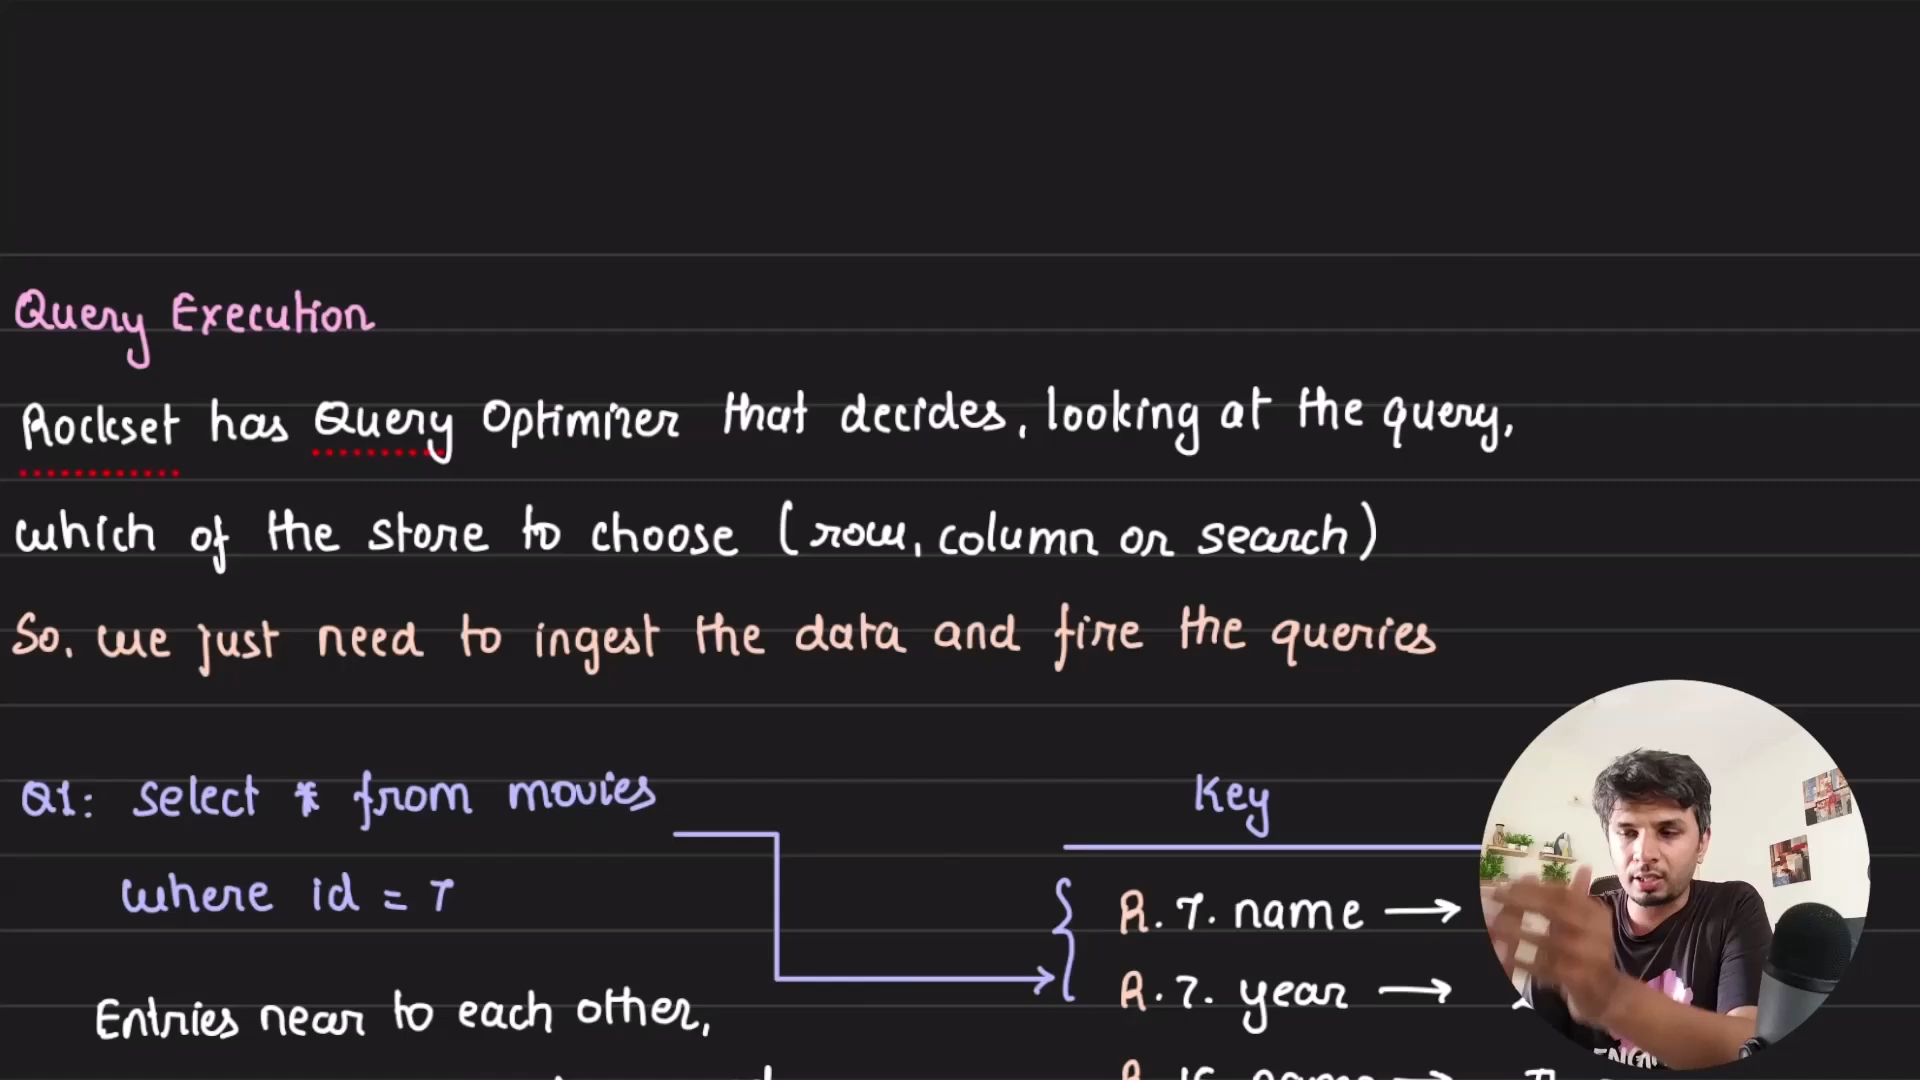 Query Execution
Rockset has Query Optimizer that decides, looking at the query,
which of the store to choose (row, column or search)
So, we just need to ingest the data and fire the queries
Q1: select * from movies
where id = 7
Key
R.7.name →
R.7.year →
Entries near to each other,